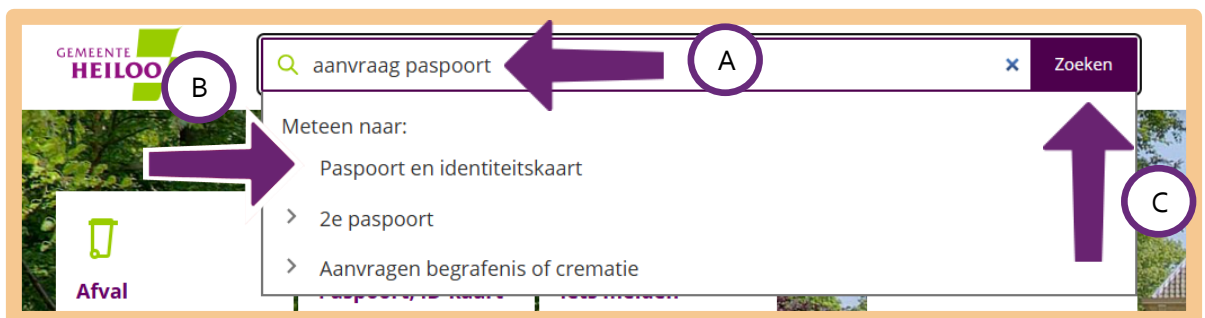 GEMEENTE
HEILOO
aanvraag paspoort
A
×
Zoeken
B
Meteen naar:
Paspoort en identiteitskaart
2e paspoort
C
Aanvragen begrafenis of crematie
Afval